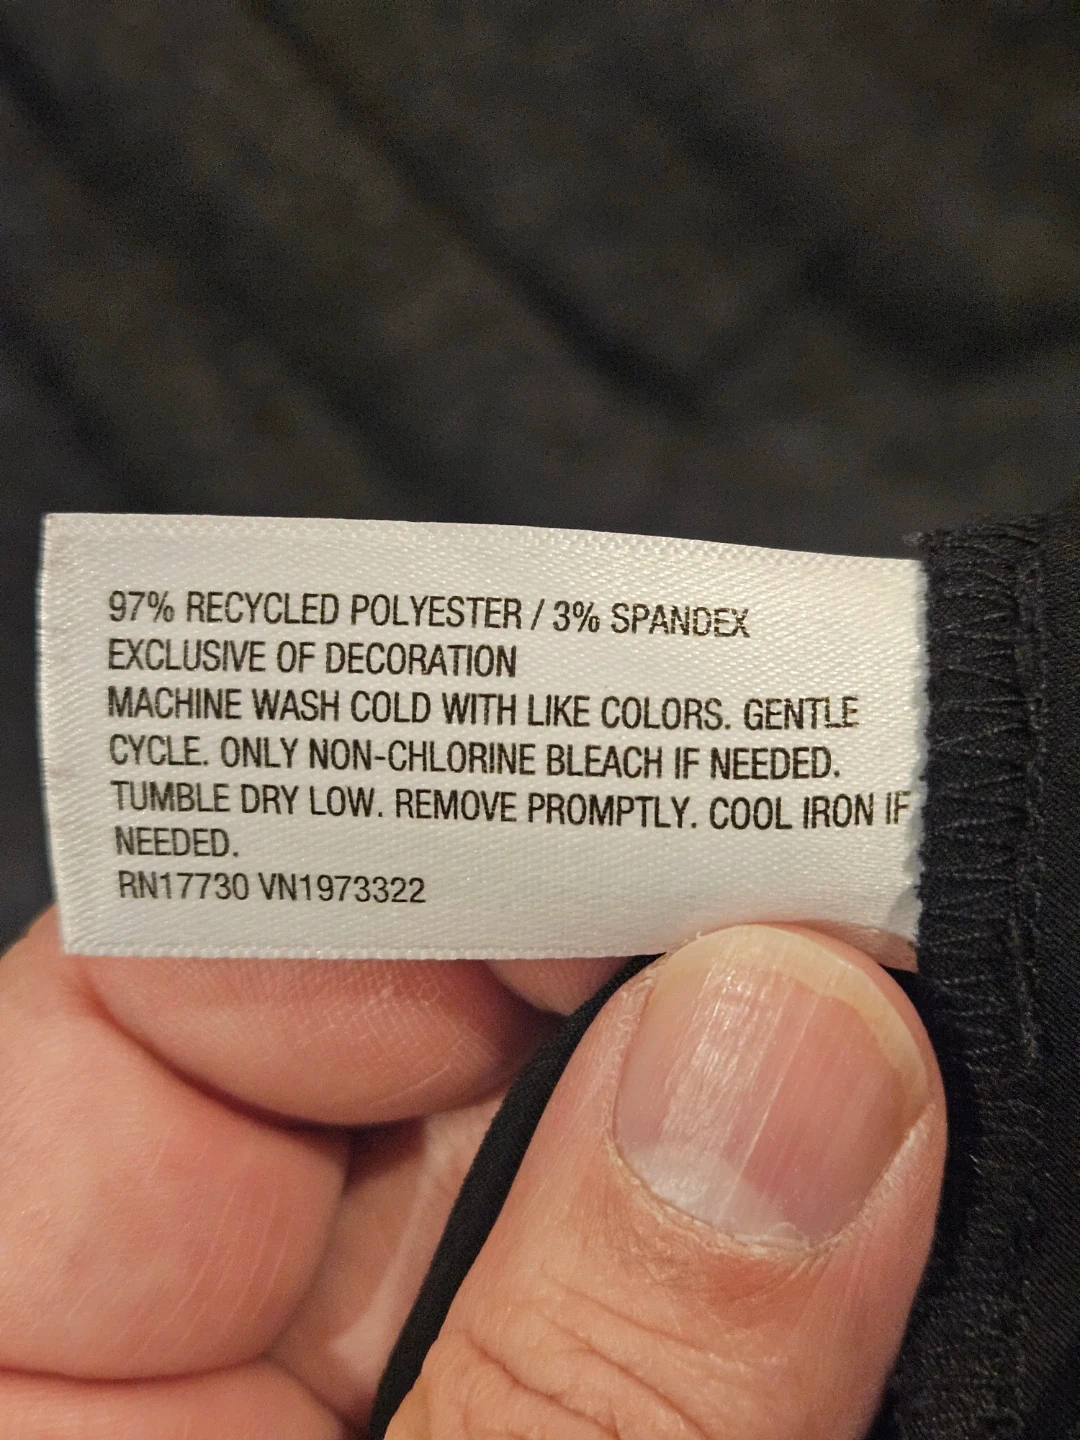 97% RECYCLED POLYESTER / 3% SPANDEX
EXCLUSIVE OF DECORATION
MACHINE WASH COLD WITH LIKE COLORS. GENTLE
CYCLE. ONLY NON-CHLORINE BLEACH IF NEEDED.
TUMBLE DRY LOW. REMOVE PROMPTLY. COOL IRON IF
NEEDED.
RN17730 VN1973322